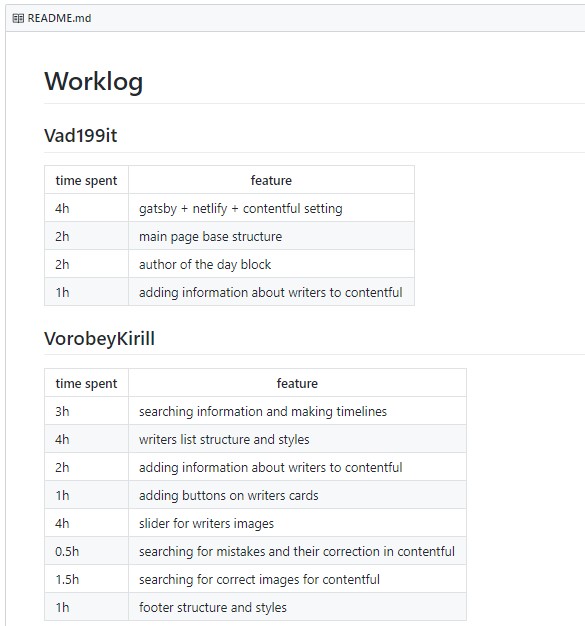 README.md
Worklog
Vad199it
time spent feature
4h gatsby + netlify + contentful setting
2h main page base structure
2h author of the day block
1h adding information about writers to contentful
VorobeyKirill
time spent feature
3h searching information and making timelines
4h writers list structure and styles
2h adding information about writers to contentful
1h adding buttons on writers cards
4h slider for writers images
0.5h searching for mistakes and their correction in contentful
1.5h searching for correct images for contentful
1h footer structure and styles